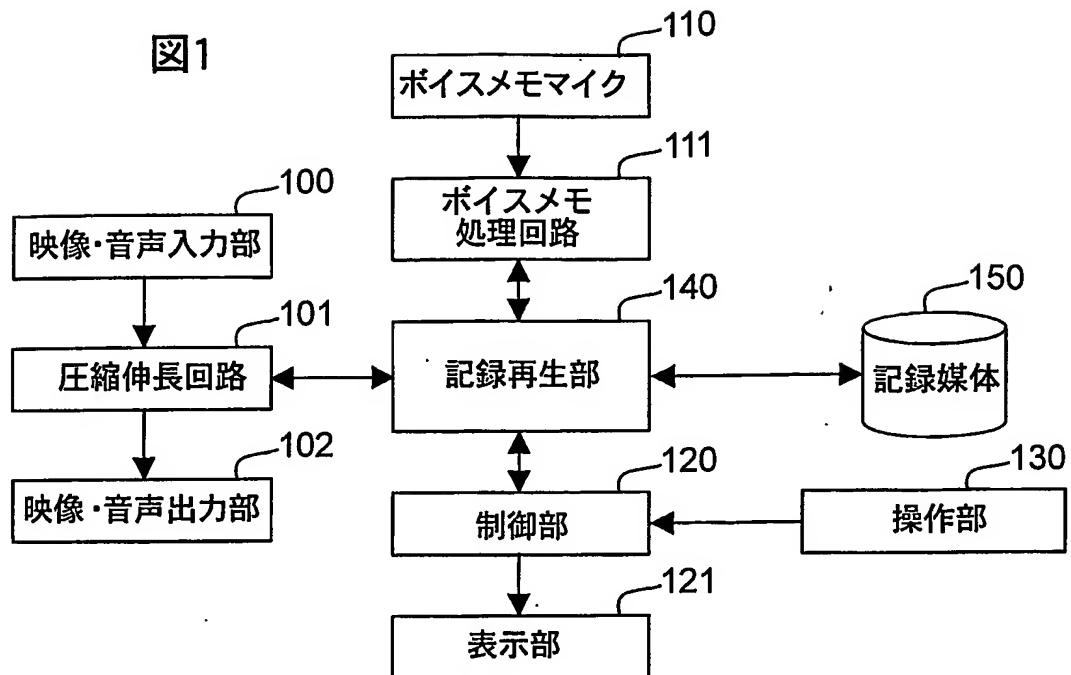 図1
110
ボイスメモマイク
111
ボイスメモ
処理回路
100
映像・音声入力部
101
圧縮伸長回路
102
映像・音声出力部
140
記録再生部
150
記録媒体
120
制御部
130
操作部
121
表示部